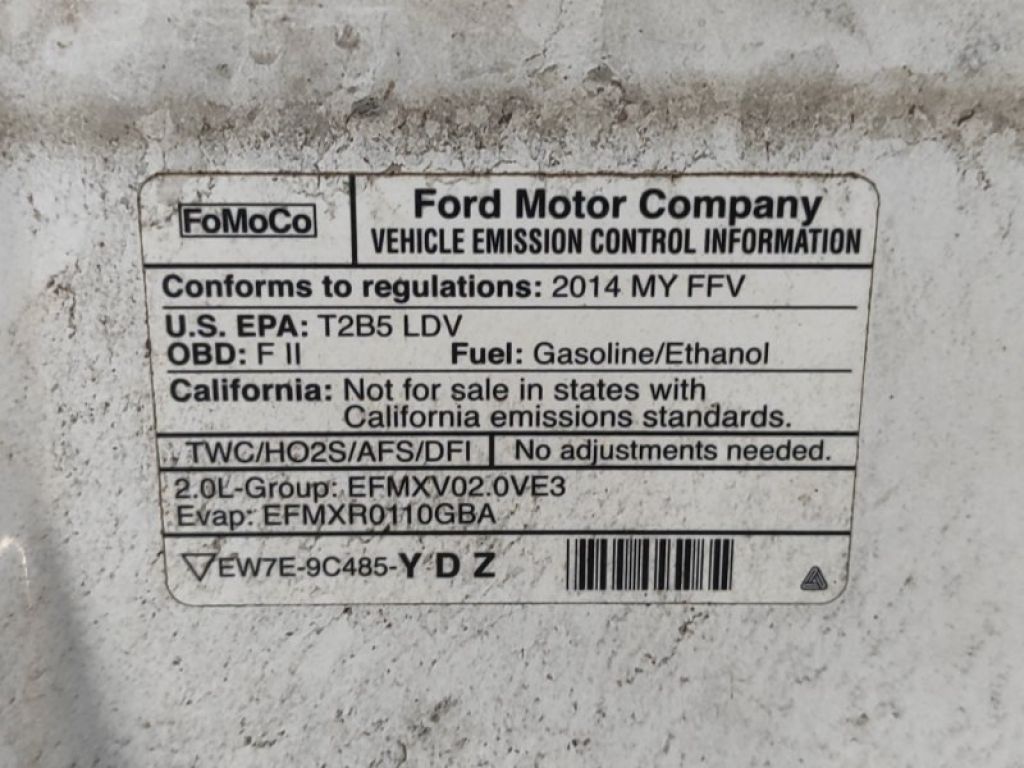 FoMoCo
Ford Motor Company
VEHICLE EMISSION CONTROL INFORMATION
Conforms to regulations: 2014 MY FFV
U.S. EPA: T2B5 LDV
OBD: F II Fuel: Gasoline/Ethanol
California: Not for sale in states with
California emissions standards.
TWC/HO2S/AFS/DFI No adjustments needed.
2.0L-Group: EFMXV02.0VE3
Evap: EFMXR0110GBA
EW7E-9C485-Y D Z